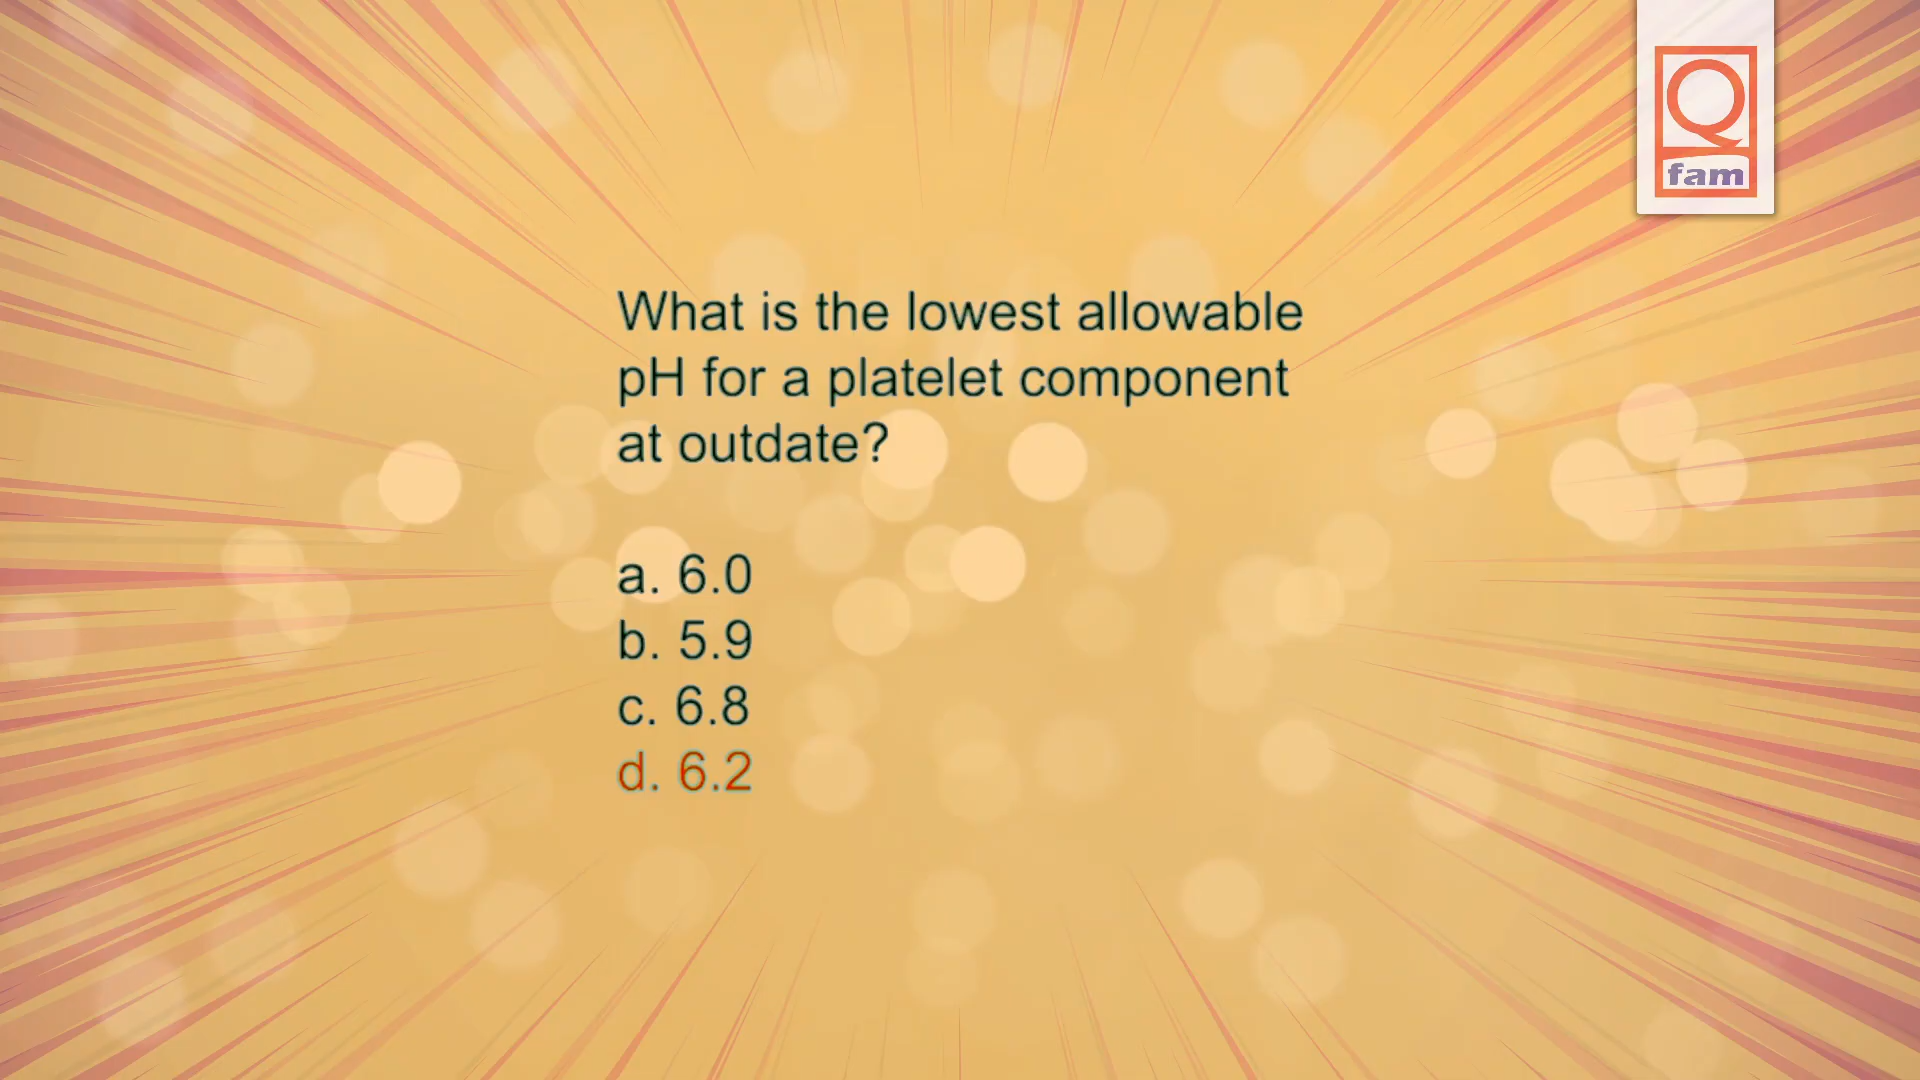 Q
fam
What is the lowest allowable
pH for a platelet component
at outdate?
a. 6.0
b. 5.9
c. 6.8
d. 6.2